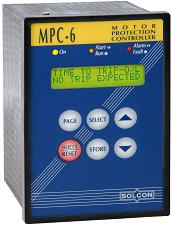 MPC-6
MOTOR PROTECTION CONTROLLER
On
Start
Run
Alarm
Fault
TIME TO TRIP-O/L
NO TRIP EXPECTED
PAGE
SELECT
RESET
STORE
SOLCON